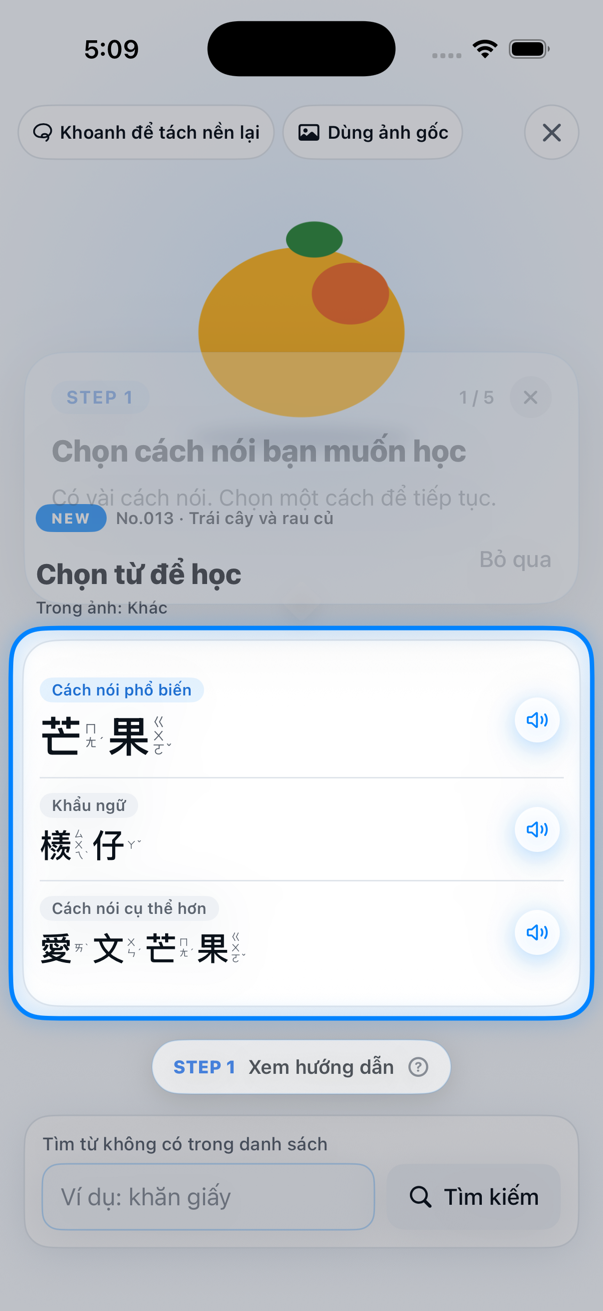 5:09
Khoanh để tách nền lại
Dùng ảnh gốc
STEP 1
1 / 5
Chọn cách nói bạn muốn học
Có vài cách nói. Chọn một cách để tiếp tục.
NEW No.013 · Trái cây và rau củ
Bỏ qua
Chọn từ để học
Trong ảnh: Khác
Cách nói phổ biến
芒ㄇㄤˊ果ㄍㄨㄛˇ
Khẩu ngữ
檨ㄙㄨㄞ仔ㄚˇ
Cách nói cụ thể hơn
愛ㄞˋ文ㄨㄣˊ芒ㄇㄤˊ果ㄍㄨㄛˇ
STEP 1 Xem hướng dẫn ?
Tìm từ không có trong danh sách
Ví dụ: khăn giấy
Tìm kiếm